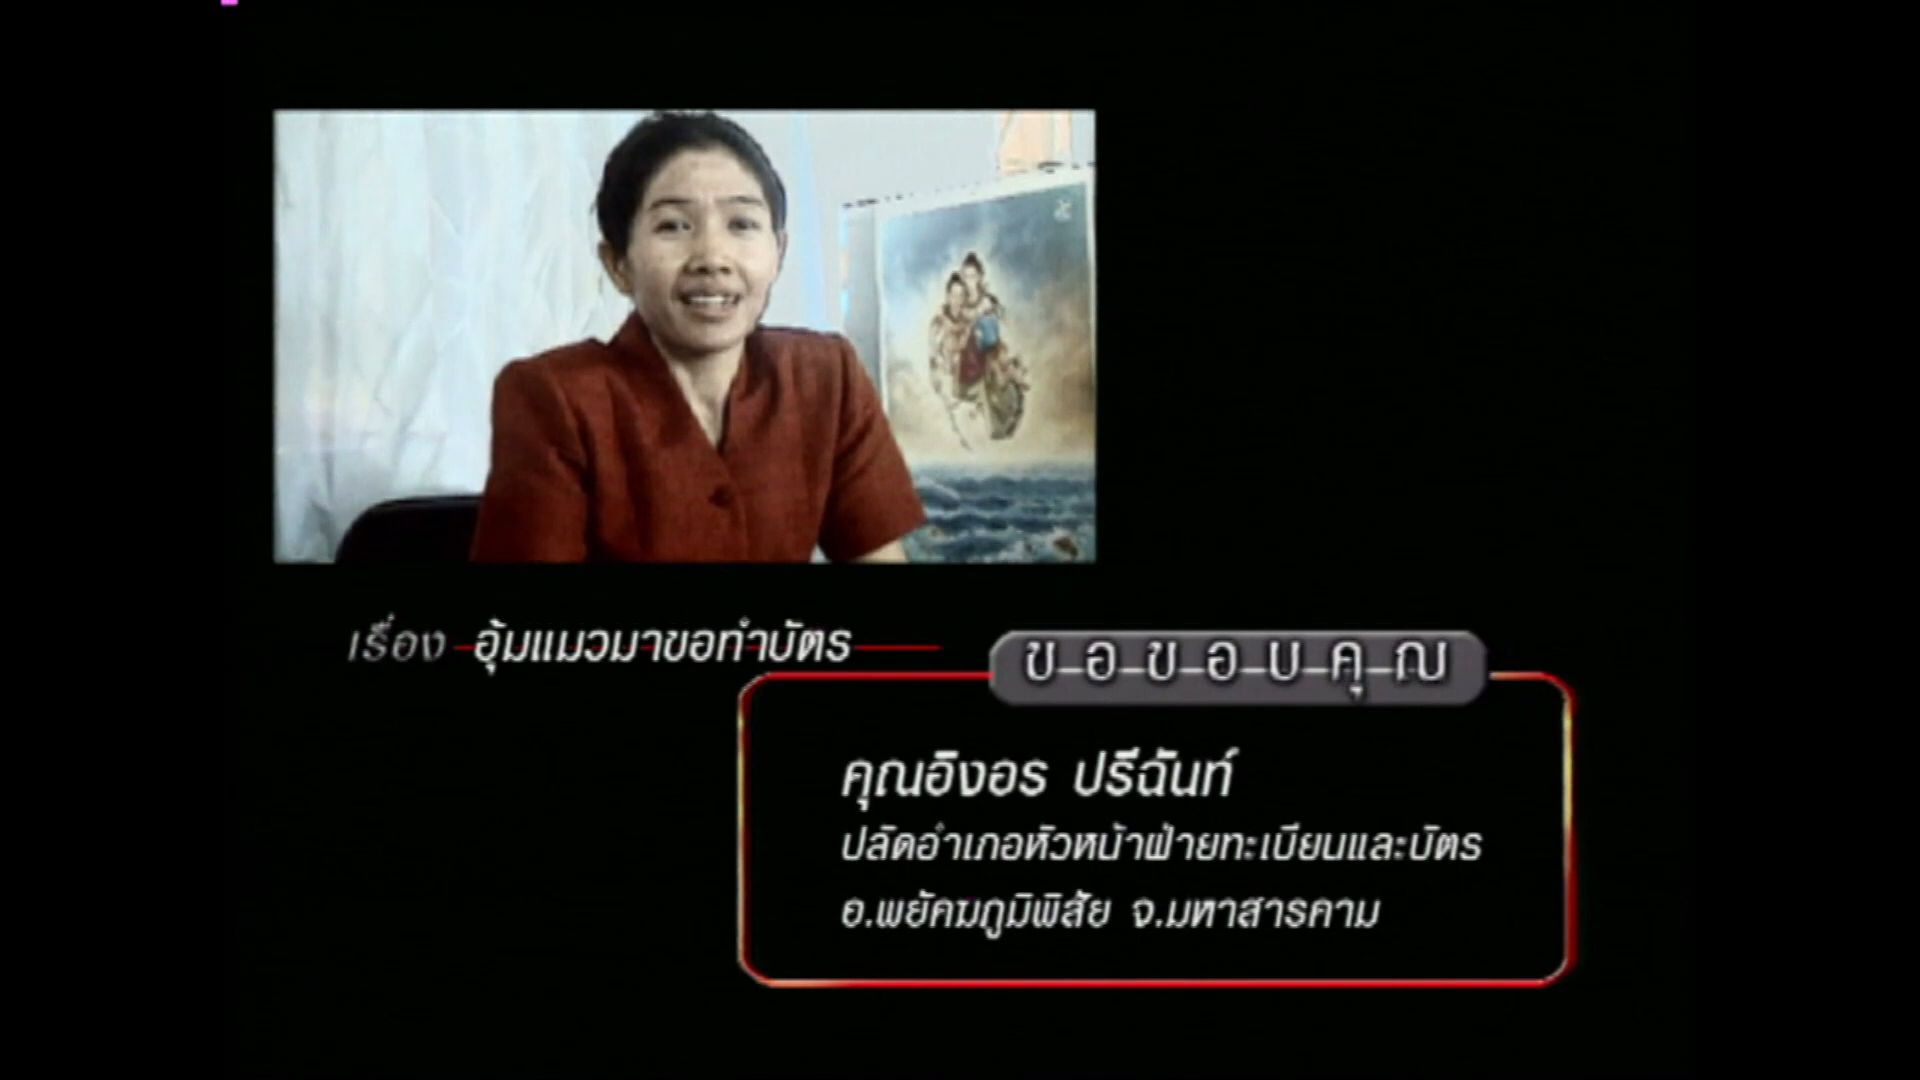 เรื่อง อุ้มแมวมาขอทำบัตร
ขอขอบคุณ
คุณอิงอร ปรีฉันท์
ปลัดอำเภอหัวหน้าฝ่ายทะเบียนและบัตร
อ.พยัคฆภูมิพิสัย จ.มหาสารคาม